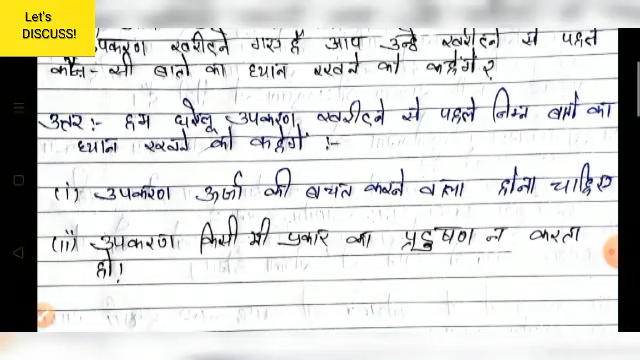 Let's
DISCUSS!
उपकरण खरीदने गए हैं आप उन्हें खरीदने से पहले
कौन-सी बातो का ध्यान रखने को कहेंगे?
उत्तर:- हम घरेलू उपकरण खरीदने से पहले निम्न बातों का
ध्यान रखने को कहेगें :-
(i) उपकरण ऊर्जा की बचत करने वाला होना चाहिए
(ii) उपकरण किसी भी प्रकार का प्रदुषण न करता
हो।